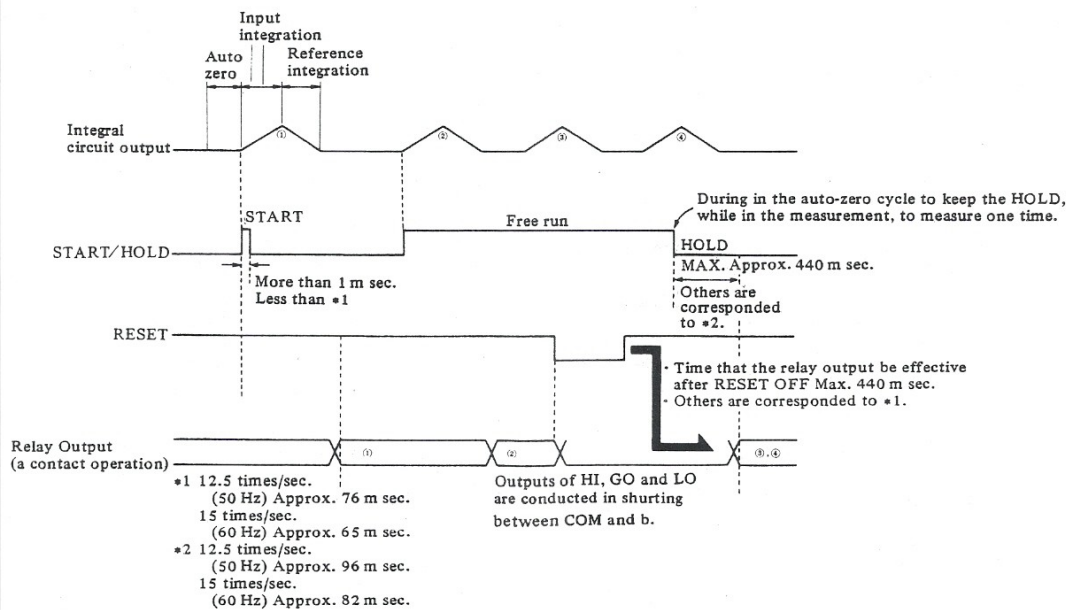 Input
integration
Auto
zero
Reference
integration
Integral
circuit output
①
②
③
④
START
START/HOLD
More than 1 m sec.
Less than *1
Free run
During in the auto-zero cycle to keep the HOLD,
while in the measurement, to measure one time.
HOLD
MAX. Approx. 440 m sec.
Others are
corresponded
to *2.
RESET
· Time that the relay output be effective
after RESET OFF Max. 440 m sec.
· Others are corresponded to *1.
Relay Output
(a contact operation)
①
②
③,④
*1 12.5 times/sec.
(50 Hz) Approx. 76 m sec.
15 times/sec.
(60 Hz) Approx. 65 m sec.
*2 12.5 times/sec.
(50 Hz) Approx. 96 m sec.
15 times/sec.
(60 Hz) Approx. 82 m sec.
Outputs of HI, GO and LO
are conducted in shurting
between COM and b.